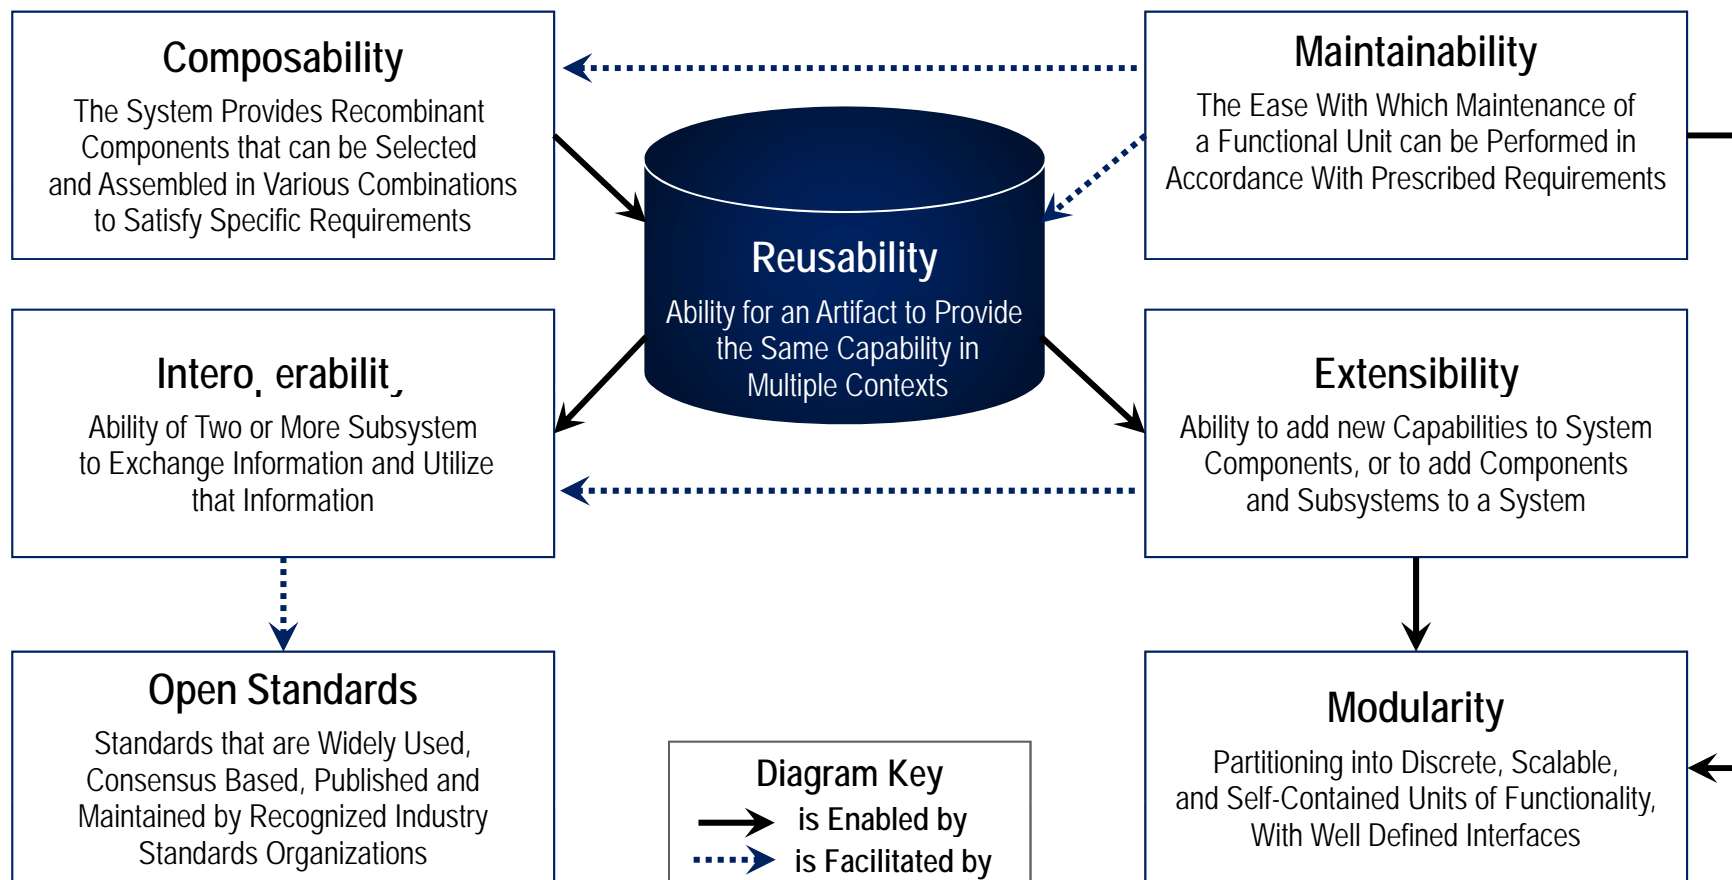 Composability
The System Provides Recombinant
Components that can be Selected
and Assembled in Various Combinations
to Satisfy Specific Requirements
Maintainability
The Ease With Which Maintenance of
a Functional Unit can be Performed in
Accordance With Prescribed Requirements
Reusability
Ability for an Artifact to Provide
the Same Capability in
Multiple Contexts
Interoperability
Ability of Two or More Subsystem
to Exchange Information and Utilize
that Information
Extensibility
Ability to add new Capabilities to System
Components, or to add Components
and Subsystems to a System
Open Standards
Standards that are Widely Used,
Consensus Based, Published and
Maintained by Recognized Industry
Standards Organizations
Diagram Key
is Enabled by
is Facilitated by
Modularity
Partitioning into Discrete, Scalable,
and Self-Contained Units of Functionality,
With Well Defined Interfaces